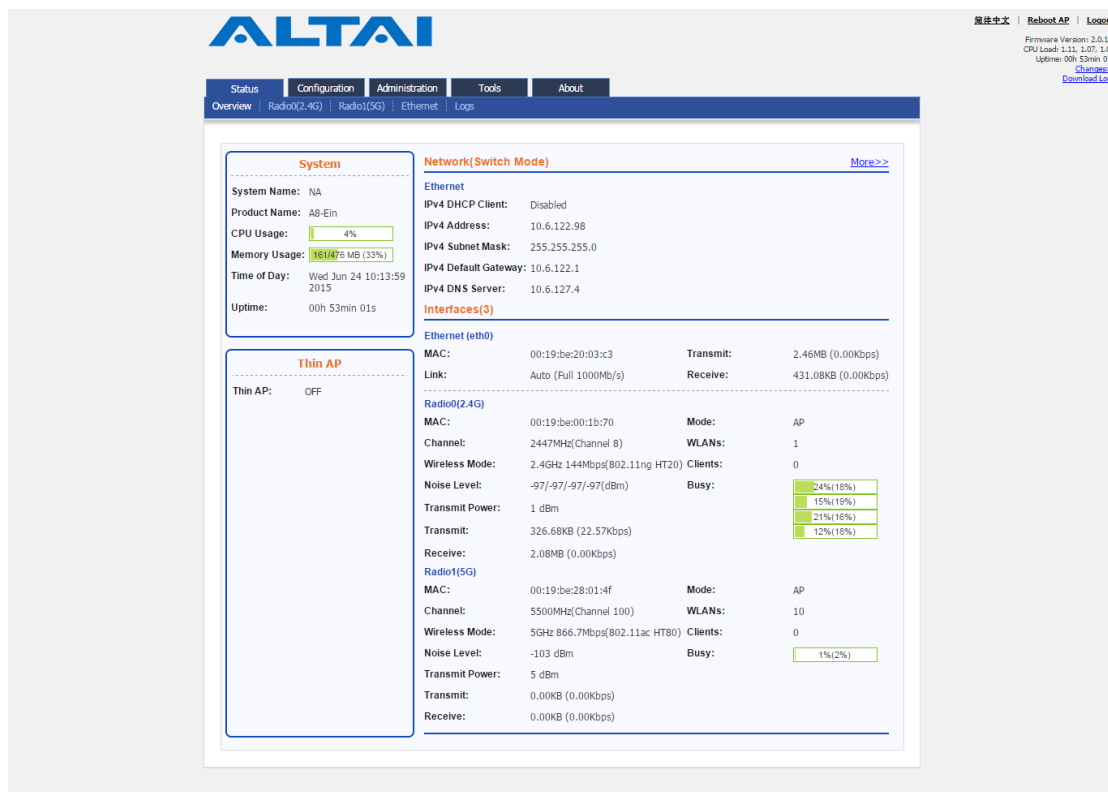 ALTAI
简体中文 | Reboot AP |
Firmware Version:
CPU Load: 1.11, 1.07,
Uptime: 00h 53min
Status Configuration Administration Tools About
Overview Radio0(2.4G) Radio1(5G) Ethernet Logs
System
System Name: NA
Product Name: A8-Ein
CPU Usage: 4%
Memory Usage: 161/476 MB (33%)
Time of Day: Wed Jun 24 10:13:59
2015
Uptime: 00h 53min 01s
Thin AP
Thin AP: OFF
Network(Switch Mode) More>>
Ethernet
IPv4 DHCP Client: Disabled
IPv4 Address: 10.6.122.98
IPv4 Subnet Mask: 255.255.255.0
IPv4 Default Gateway: 10.6.122.1
IPv4 DNS Server: 10.6.127.4
Interfaces(3)
Ethernet (eth0)
MAC: 00:19:be:20:03:c3 Transmit: 2.46MB (0.00Kbps)
Link: Auto (Full 1000Mb/s) Receive: 431.08KB (0.00Kbps)
Radio0(2.4G)
MAC: 00:19:be:00:1b:70 Mode: AP
Channel: 2447MHz(Channel 8) WLANs: 1
Wireless Mode: 2.4GHz 144Mbps(802.11ng HT20) Clients: 0
Noise Level: -97/-97/-97/-97(dBm) Busy: 24%(18%)
15%(19%)
Transmit Power: 1 dBm
21%(16%)
Transmit: 326.68KB (22.57Kbps) 12%(18%)
Receive: 2.08MB (0.00Kbps)
Radio1(5G)
MAC: 00:19:be:28:01:4f Mode: AP
Channel: 5500MHz(Channel 100) WLANs: 10
Wireless Mode: 5GHz 866.7Mbps(802.11ac HT80) Clients: 0
Noise Level: -103 dBm Busy: 1%(2%)
Transmit Power: 5 dBm
Transmit: 0.00KB (0.00Kbps)
Receive: 0.00KB (0.00Kbps)